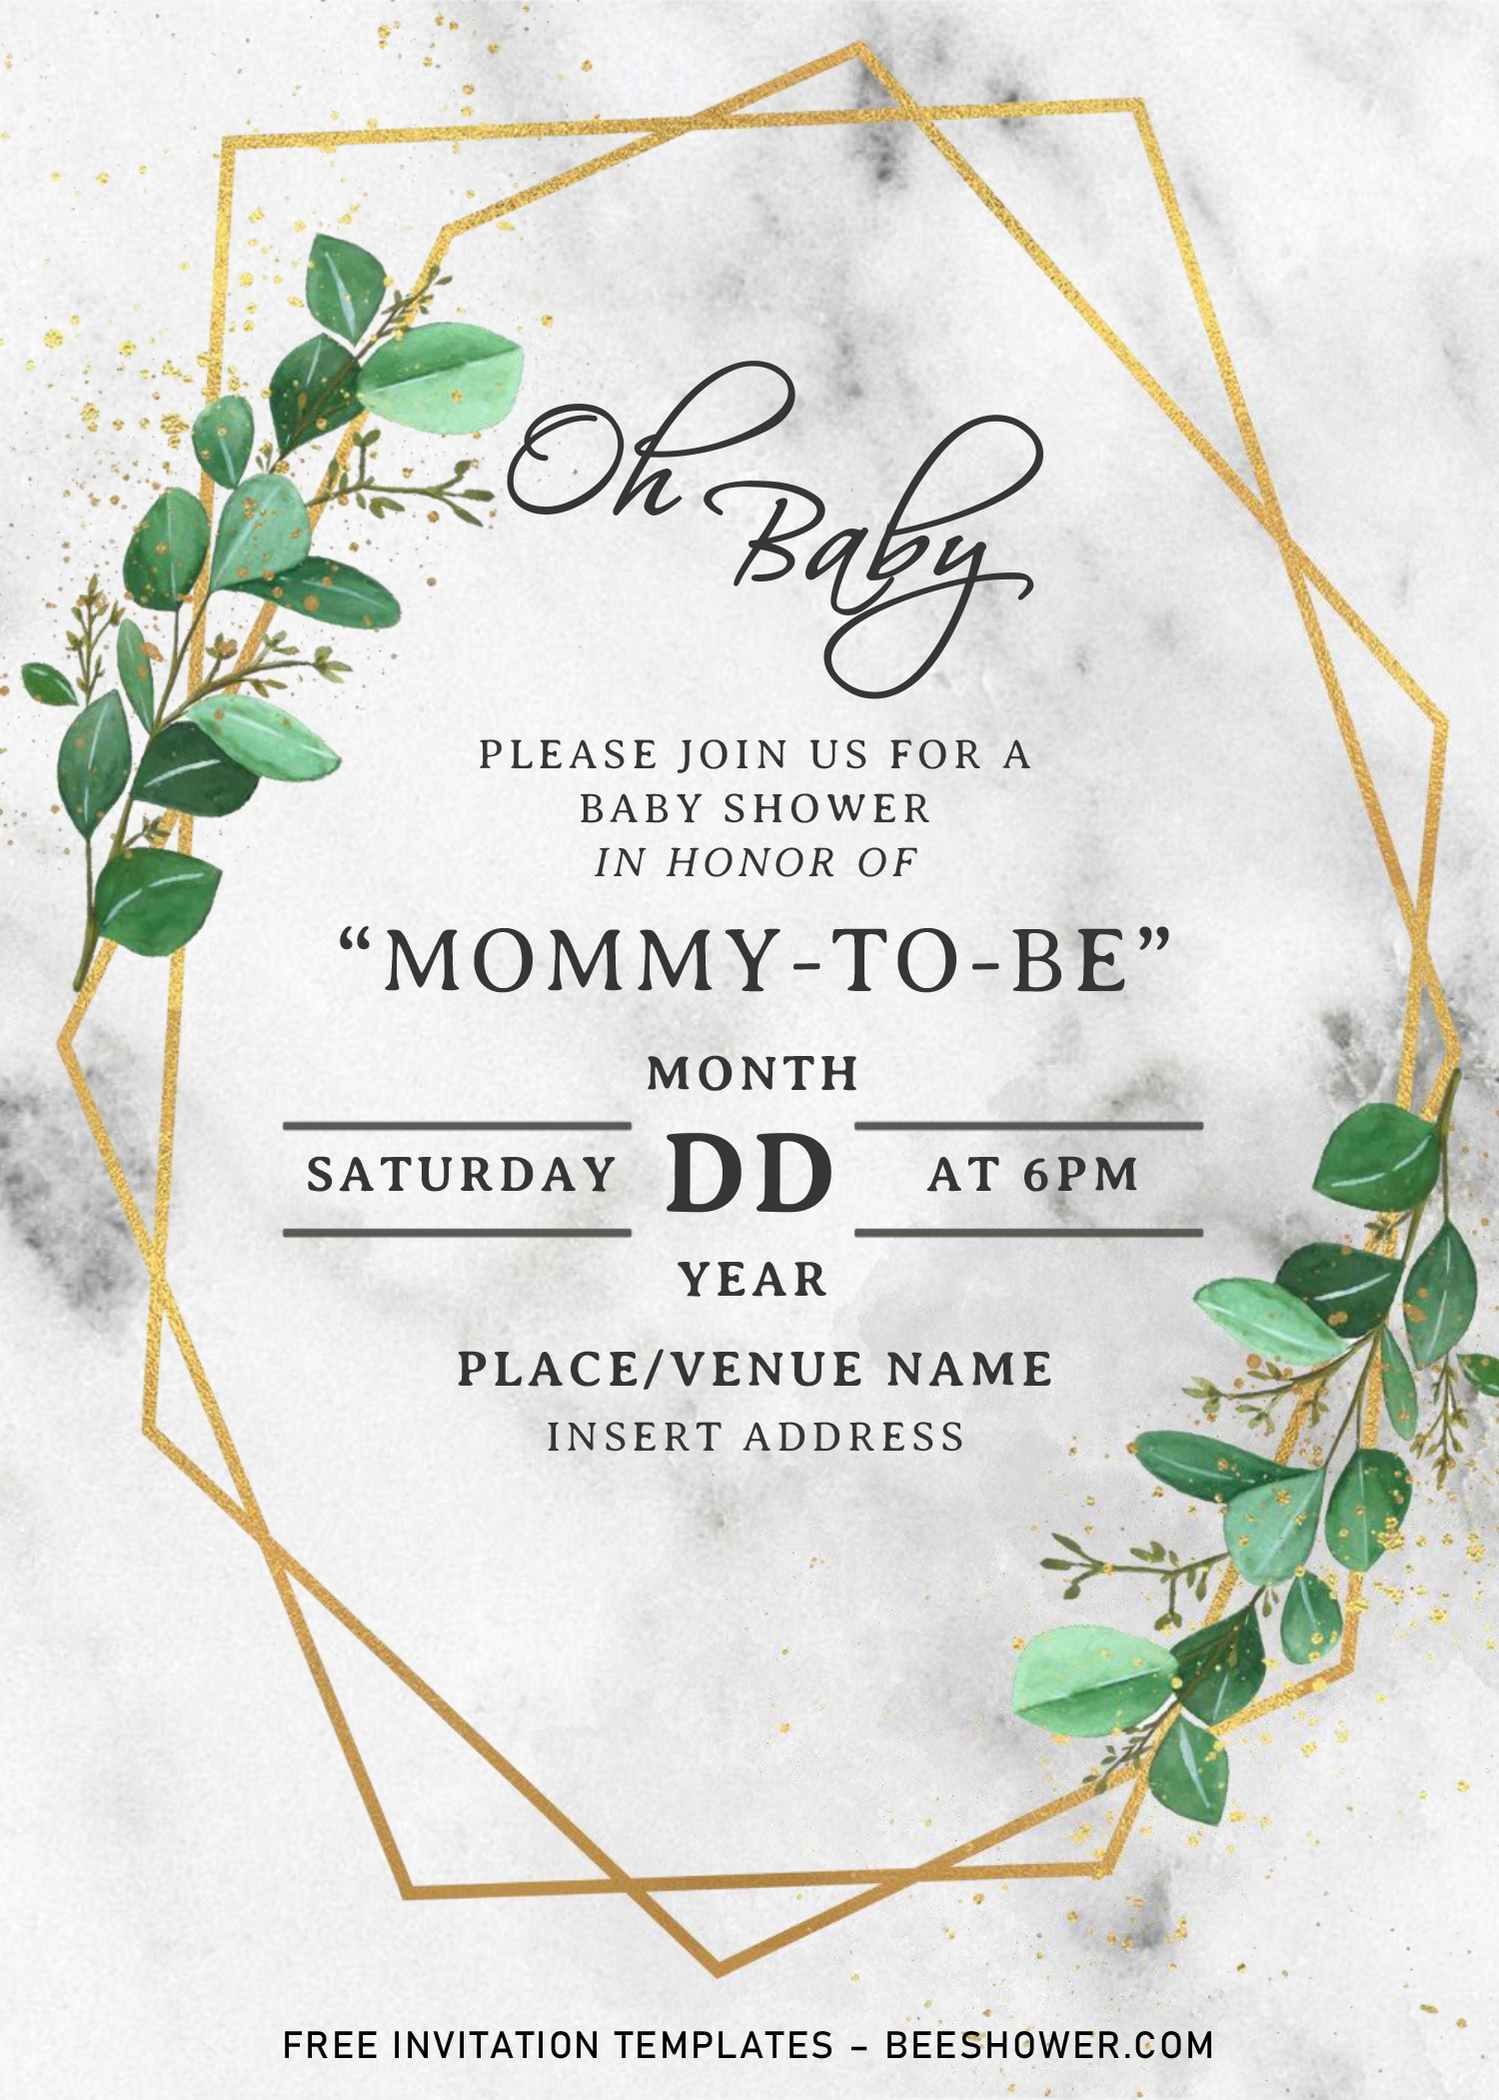 Oh
Baby
PLEASE JOIN US FOR A
BABY SHOWER
IN HONOR OF
“MOMMY-TO-BE”
MONTH
SATURDAY DD AT 6PM
YEAR
PLACE/VENUE NAME
INSERT ADDRESS
FREE INVITATION TEMPLATES – BEESHOWER.COM